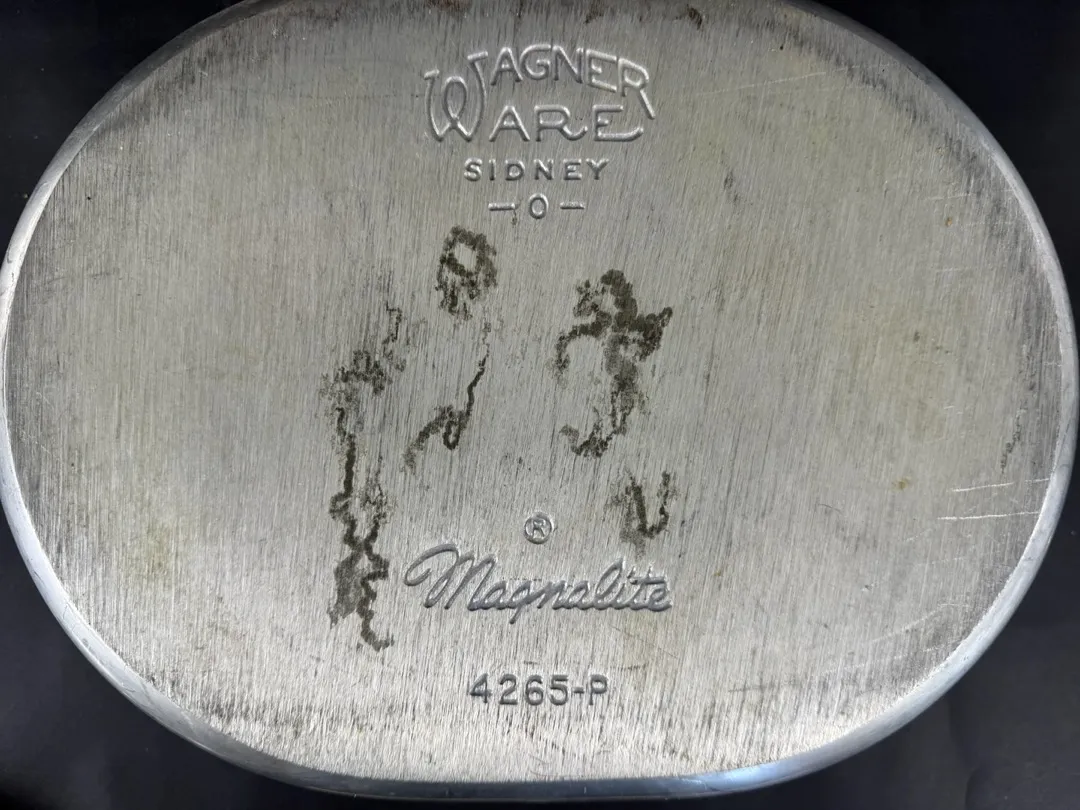 WAGNER
WARE
SIDNEY
-O-
®
Magnalite
4265-P